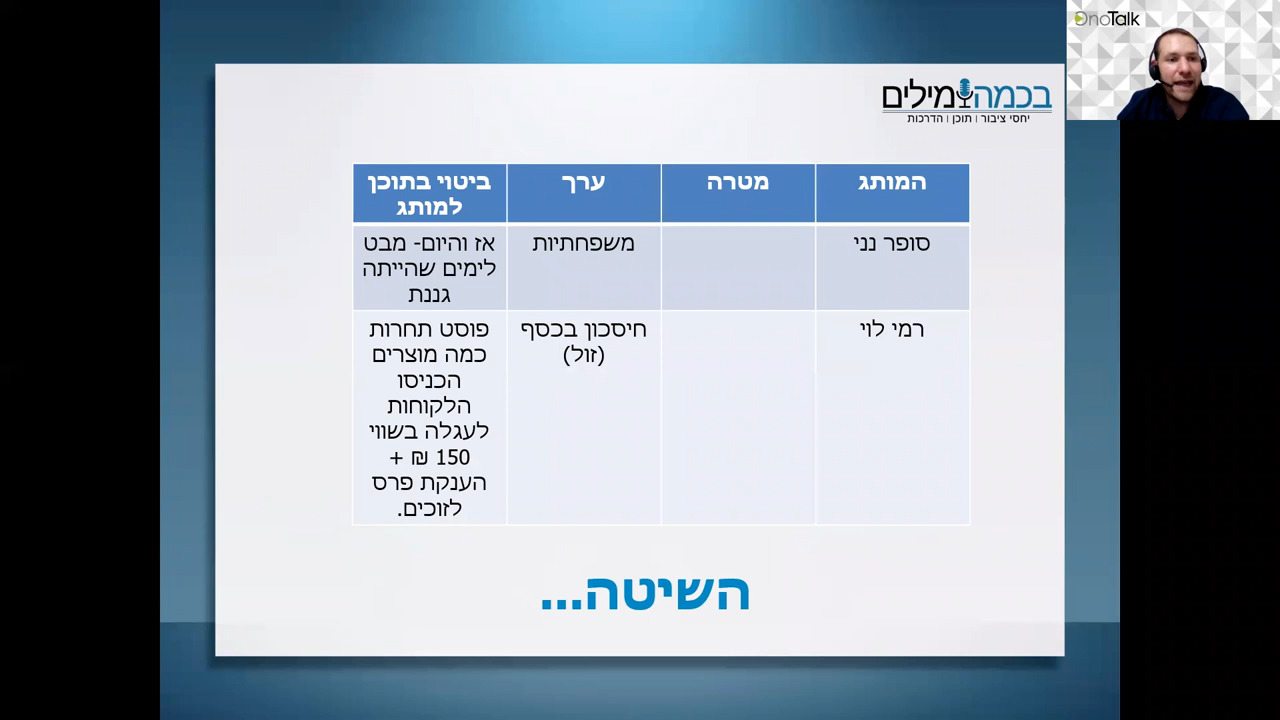 OnoTalk
בכמה מילים
יחסי ציבור | תוכן | הדרכות
המותג
מטרה
ערך
ביטוי בתוכן
למותג
סופר נני
משפחתיות
אז והיום- מבט
לימים שהייתה
גננת
רמי לוי
חיסכון בכסף
(זול)
פוסט תחרות
כמה מוצרים
הכניסו
הלקוחות
לעגלה בשווי
150 ₪ +
הענקת פרס
לזוכים.
השיטה...